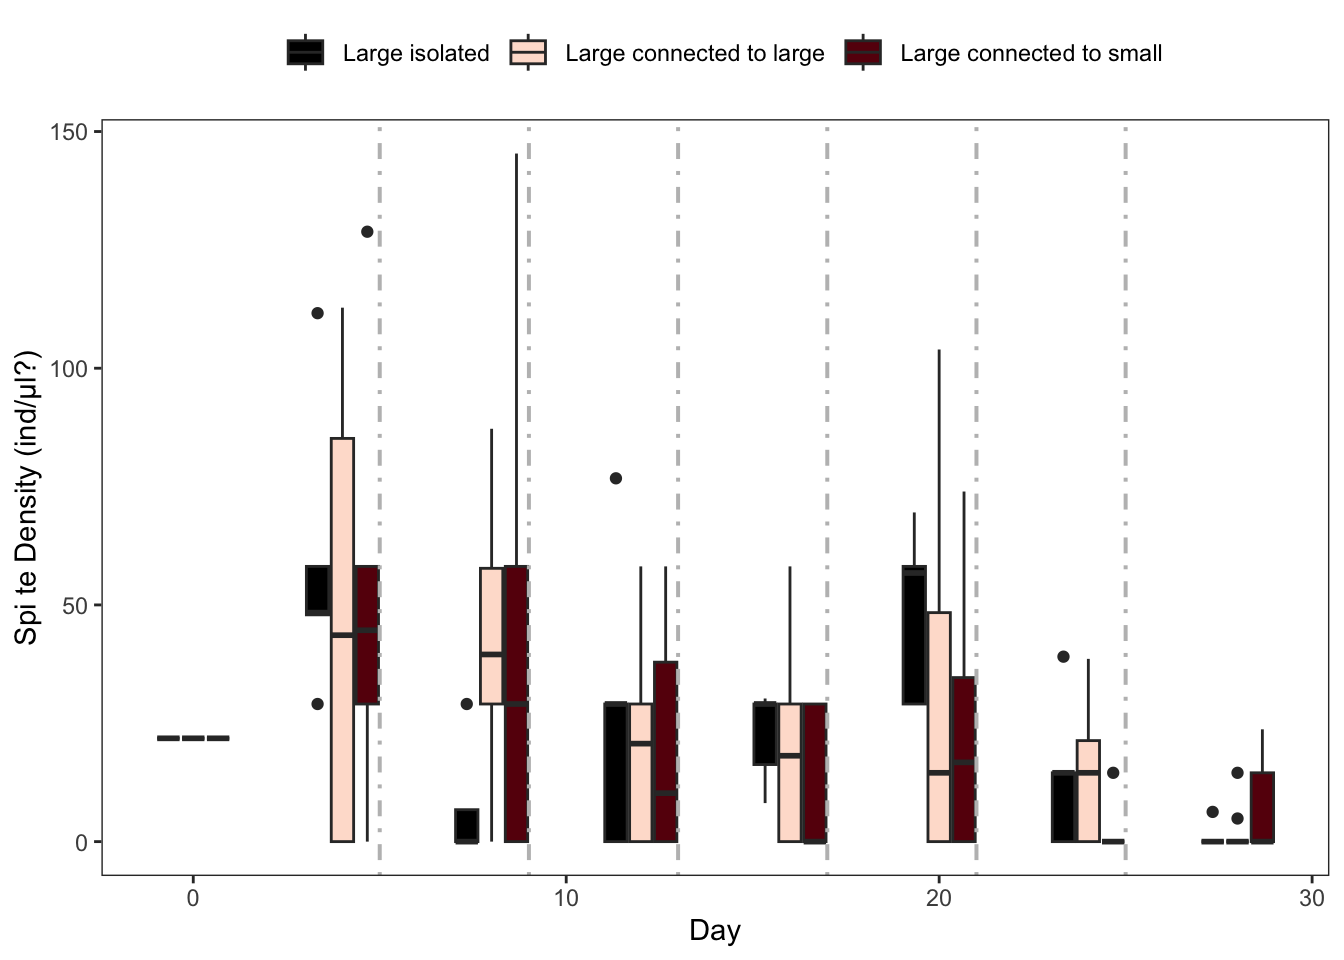 Large isolated Large connected to large Large connected to small
150
100
50
0
Spi te Density (ind/µl?)
0 10 20 30
Day